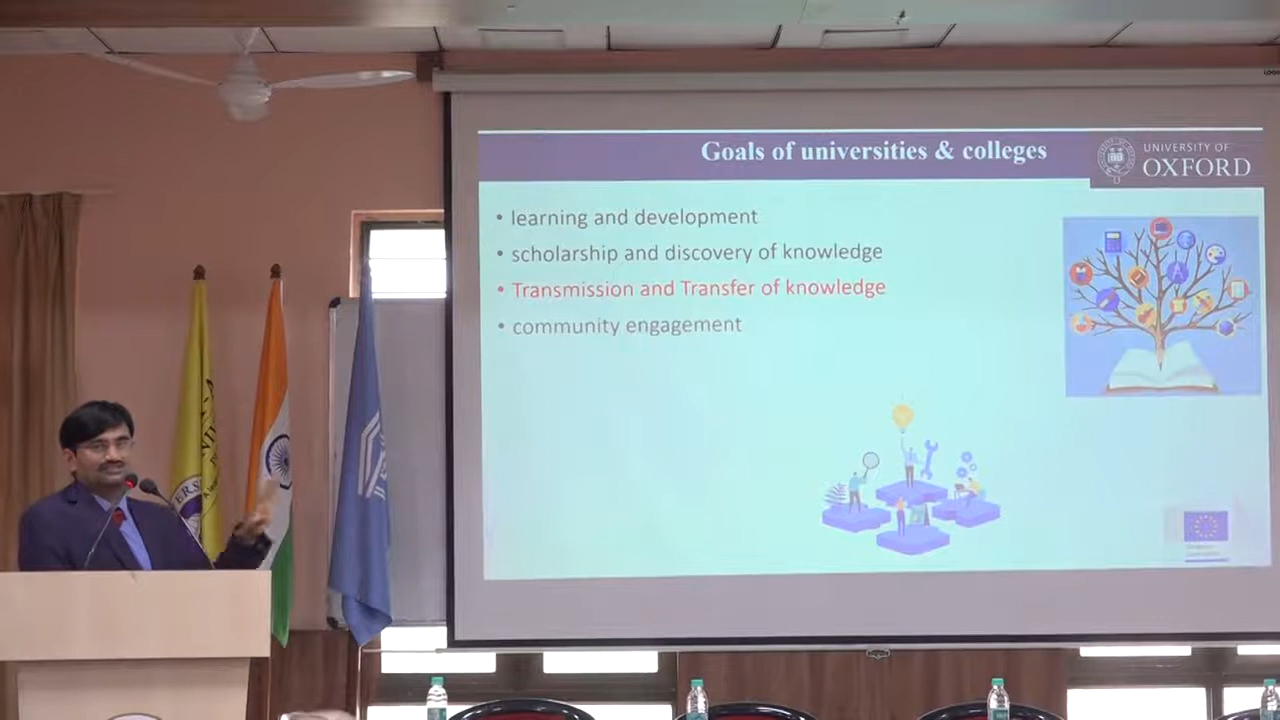 Goals of universities & colleges
UNIVERSITY OF
OXFORD
• learning and development
• scholarship and discovery of knowledge
• Transmission and Transfer of knowledge
• community engagement